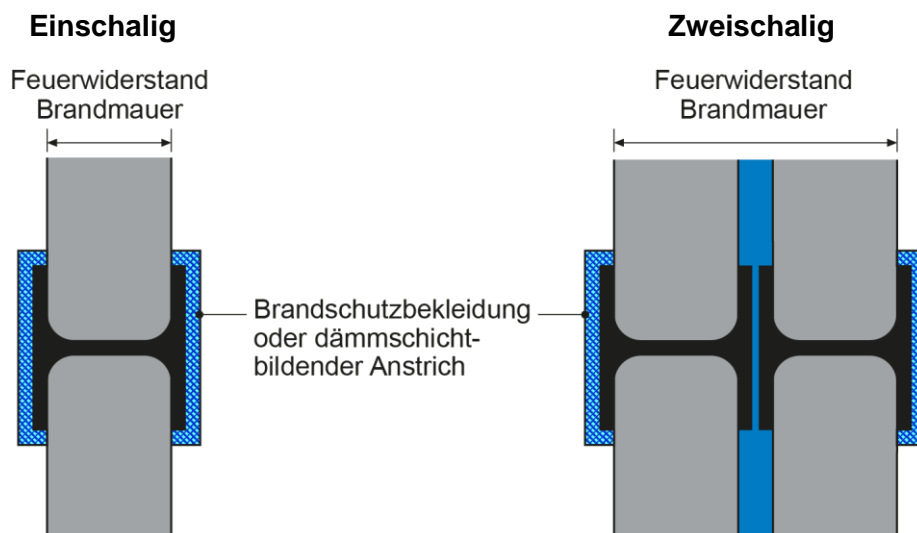 Einschalig
Feuerwiderstand
Brandmauer
Zweischalig
Feuerwiderstand
Brandmauer
Brandschutzbekleidung
oder dämmschicht-
bildender Anstrich